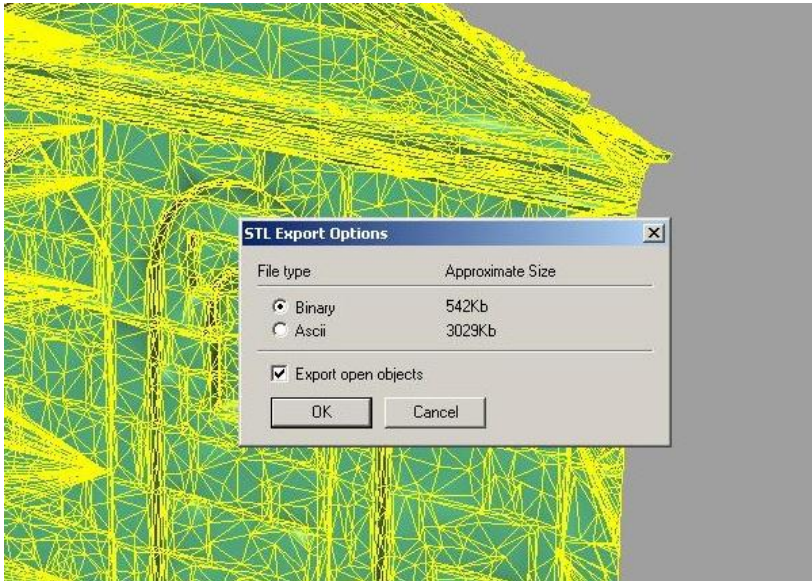 STL Export Options
File type Approximate Size
Binary 542Kb
Ascii 3029Kb
Export open objects
OK Cancel